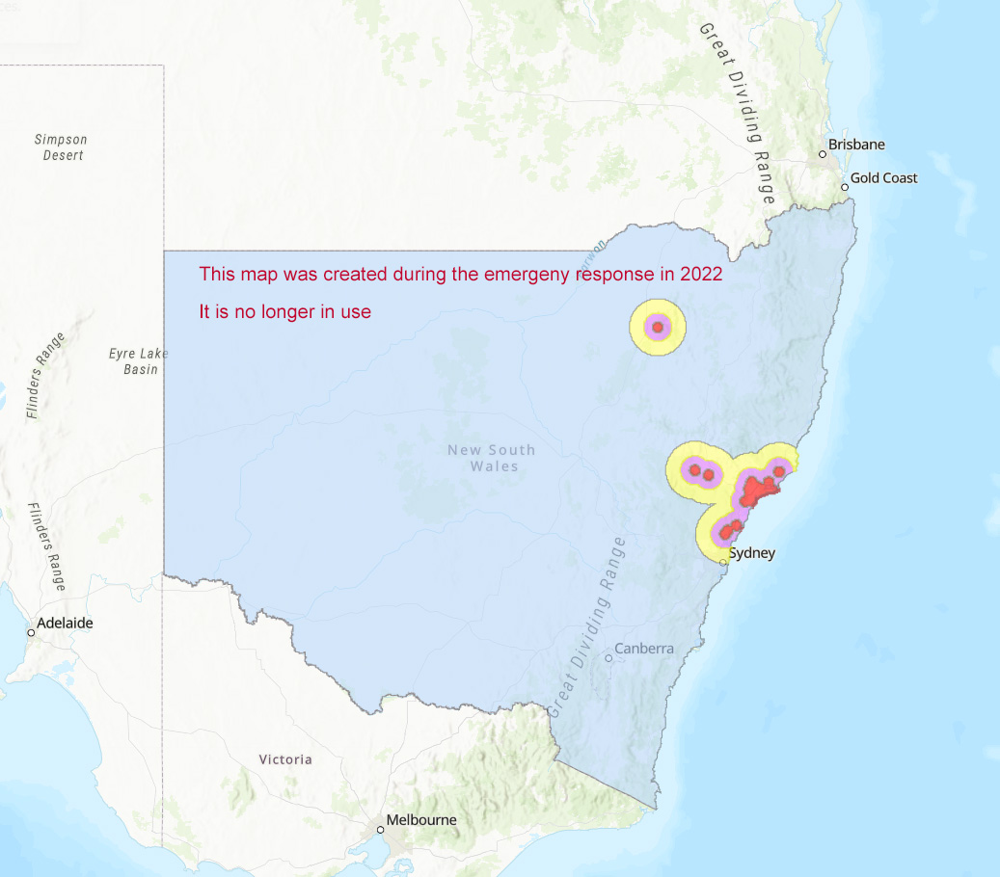 Great Dividing Range
Simpson
Desert
Brisbane
Gold Coast
This map was created during the emergeny response in 2022
It is no longer in use
Flinders Range
Eyre Lake
Basin
New South
Wales
Flinders Range
Great Dividing Range
Sydney
Adelaide
Canberra
Victoria
Melbourne